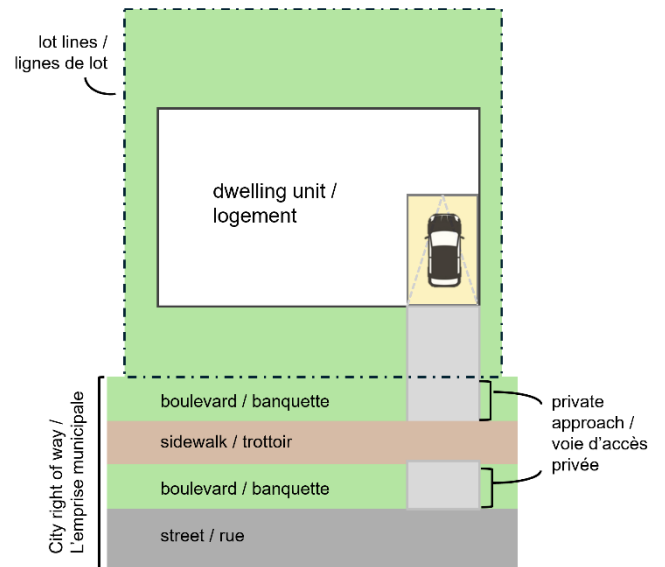 lot lines /
lignes de lot
dwelling unit /
logement
City right of way /
L'emprise municipale
boulevard / banquette
sidewalk / trottoir
boulevard / banquette
street / rue
private
approach /
voie d'accès
privée